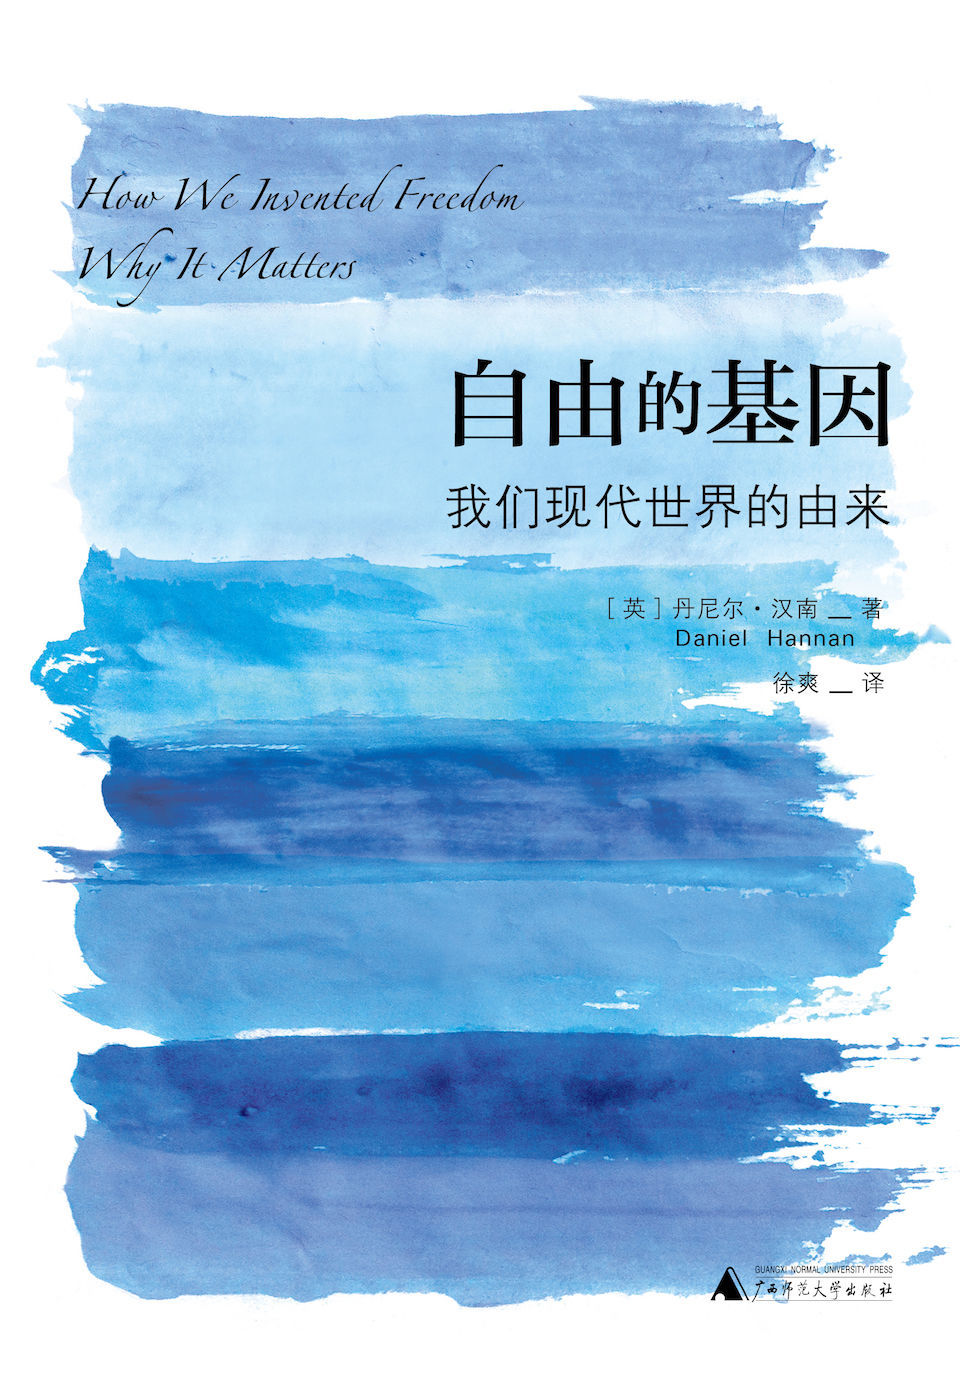 How We Invented Freedom
Why It Matters
自由的基因
我们现代世界的由来
［英］丹尼尔·汉南 __ 著
Daniel Hannan
徐爽 __ 译
GUANGXI NORMAL UNIVERSITY PRESS
广西师范大学出版社